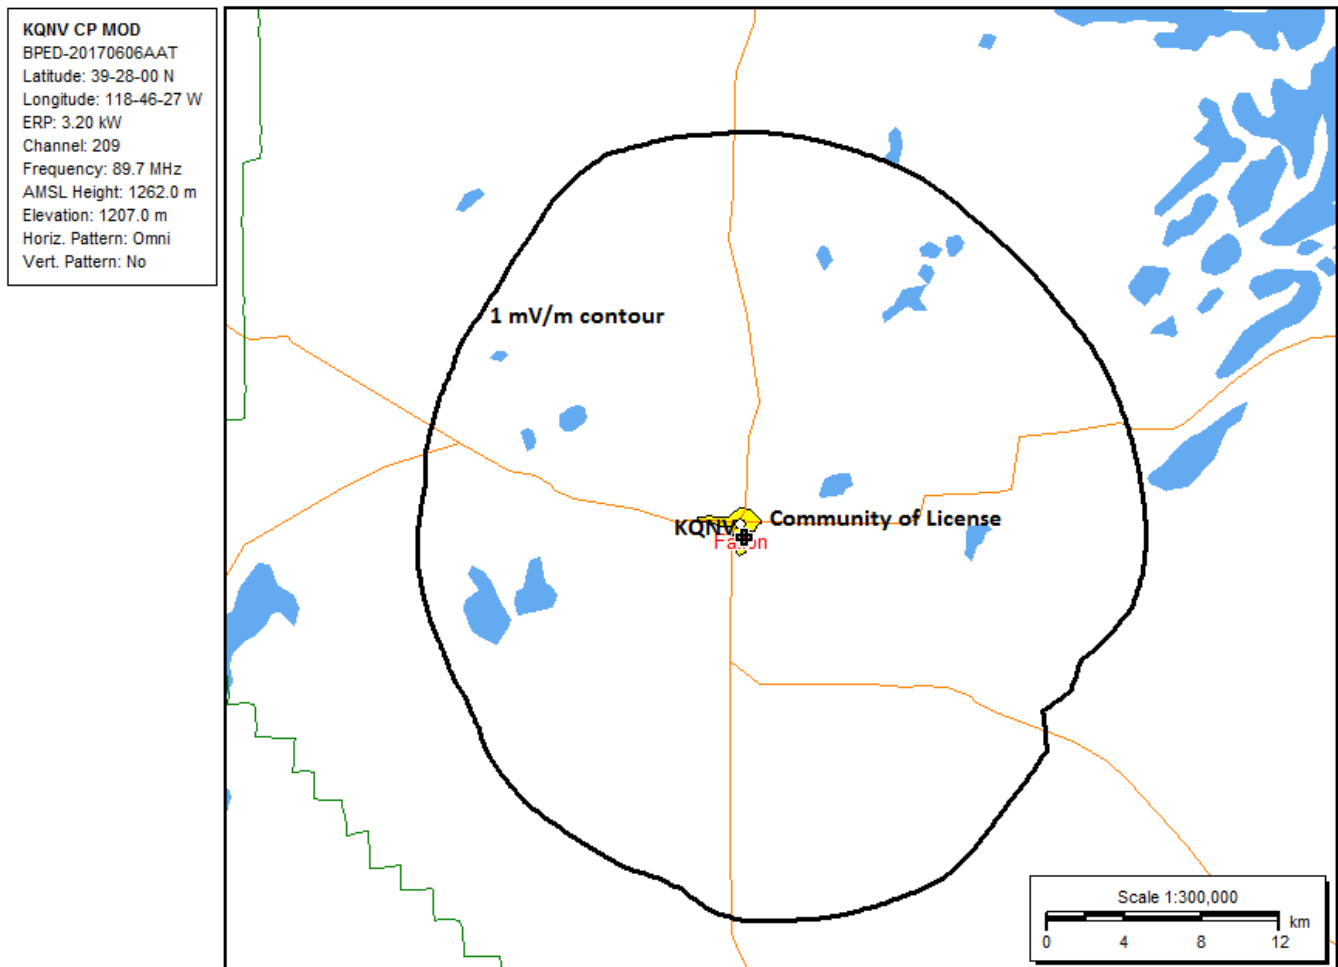 KQNV CP MOD
BPED-20170606AAT
Latitude: 39-28-00 N
Longitude: 118-46-27 W
ERP: 3.20 kW
Channel: 209
Frequency: 89.7 MHz
AMSL Height: 1262.0 m
Elevation: 1207.0 m
Horiz. Pattern: Omni
Vert. Pattern: No
1 mV/m contour
KQNV
Community of License
Fallon
Scale 1:300,000
km
0 4 8 12